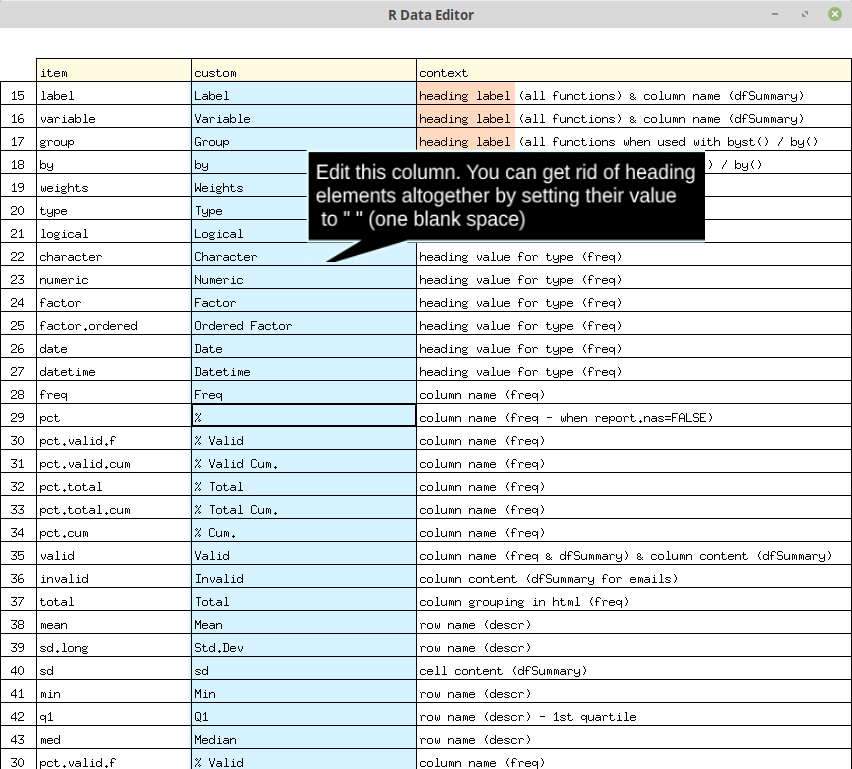 R Data Editor
item custom context
15 label Label heading label (all functions) & column name (dfSummary)
16 variable Variable heading label (all functions) & column name (dfSummary)
17 group Group heading label (all functions when used with byst() / by()
18 by by ) / by()
Edit this column. You can get rid of heading
elements altogether by setting their value
to " " (one blank space)
19 weights Weights
20 type Type
21 logical Logical
22 character Character heading value for type (freq)
23 numeric Numeric heading value for type (freq)
24 factor Factor heading value for type (freq)
25 factor.ordered Ordered Factor heading value for type (freq)
26 date Date heading value for type (freq)
27 datetime Datetime heading value for type (freq)
28 freq Freq column name (freq)
29 pct % column name (freq - when report.nas=FALSE)
30 pct.valid.f % Valid column name (freq)
31 pct.valid.cum % Valid Cum. column name (freq)
32 pct.total % Total column name (freq)
33 pct.total.cum % Total Cum. column name (freq)
34 pct.cum % Cum. column name (freq)
35 valid Valid column name (freq & dfSummary) & column content (dfSummary)
36 invalid Invalid column content (dfSummary for emails)
37 total Total column grouping in html (freq)
38 mean Mean row name (descr)
39 sd.long Std.Dev row name (descr)
40 sd sd cell content (dfSummary)
41 min Min row name (descr)
42 q1 Q1 row name (descr) - 1st quartile
43 med Median row name (descr)
30 pct.valid.f % Valid column name (freq)